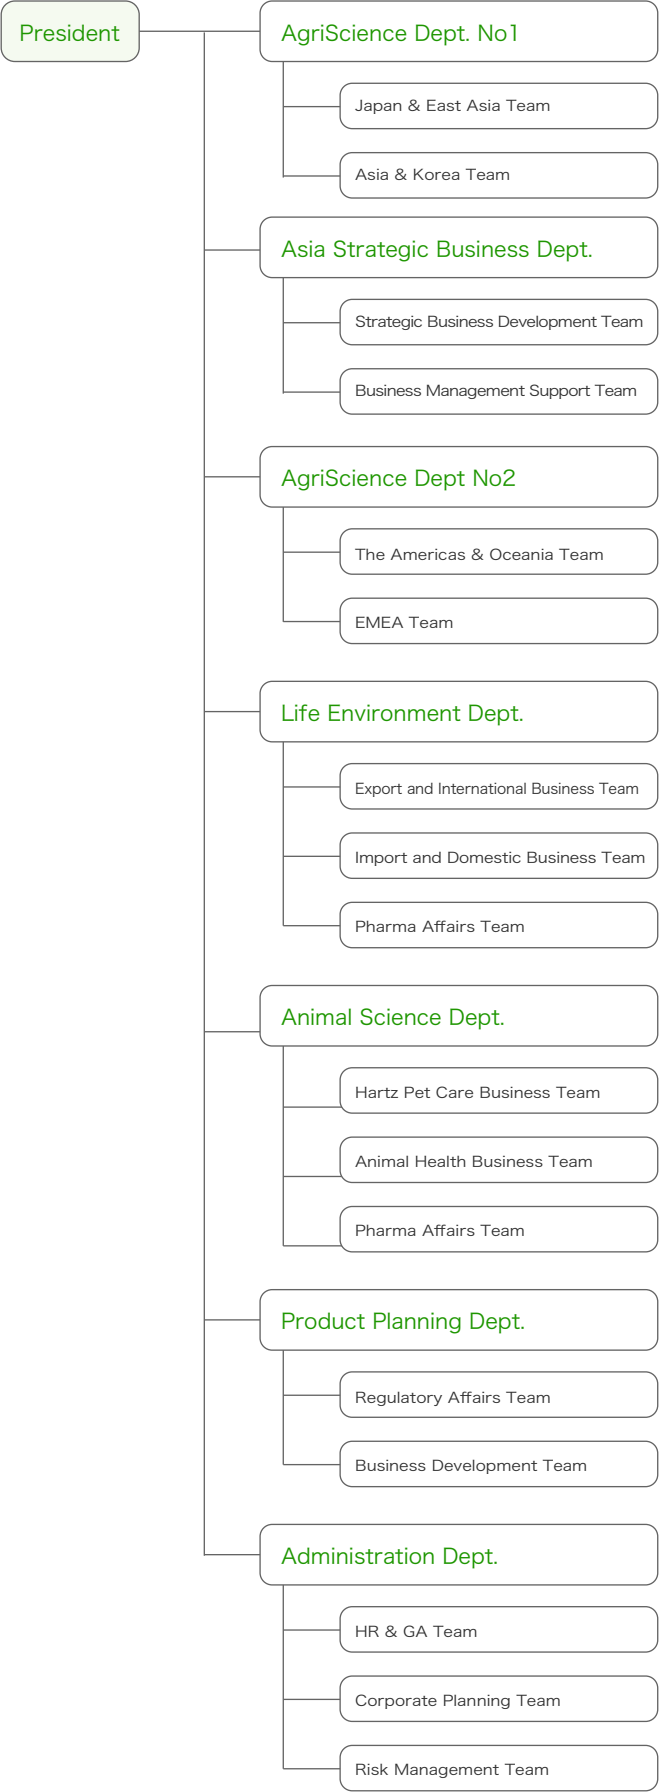 President
AgriScience Dept. No1
Japan & East Asia Team
Asia & Korea Team
Asia Strategic Business Dept.
Strategic Business Development Team
Business Management Support Team
AgriScience Dept No2
The Americas & Oceania Team
EMEA Team
Life Environment Dept.
Export and International Business Team
Import and Domestic Business Team
Pharma Affairs Team
Animal Science Dept.
Hartz Pet Care Business Team
Animal Health Business Team
Pharma Affairs Team
Product Planning Dept.
Regulatory Affairs Team
Business Development Team
Administration Dept.
HR & GA Team
Corporate Planning Team
Risk Management Team